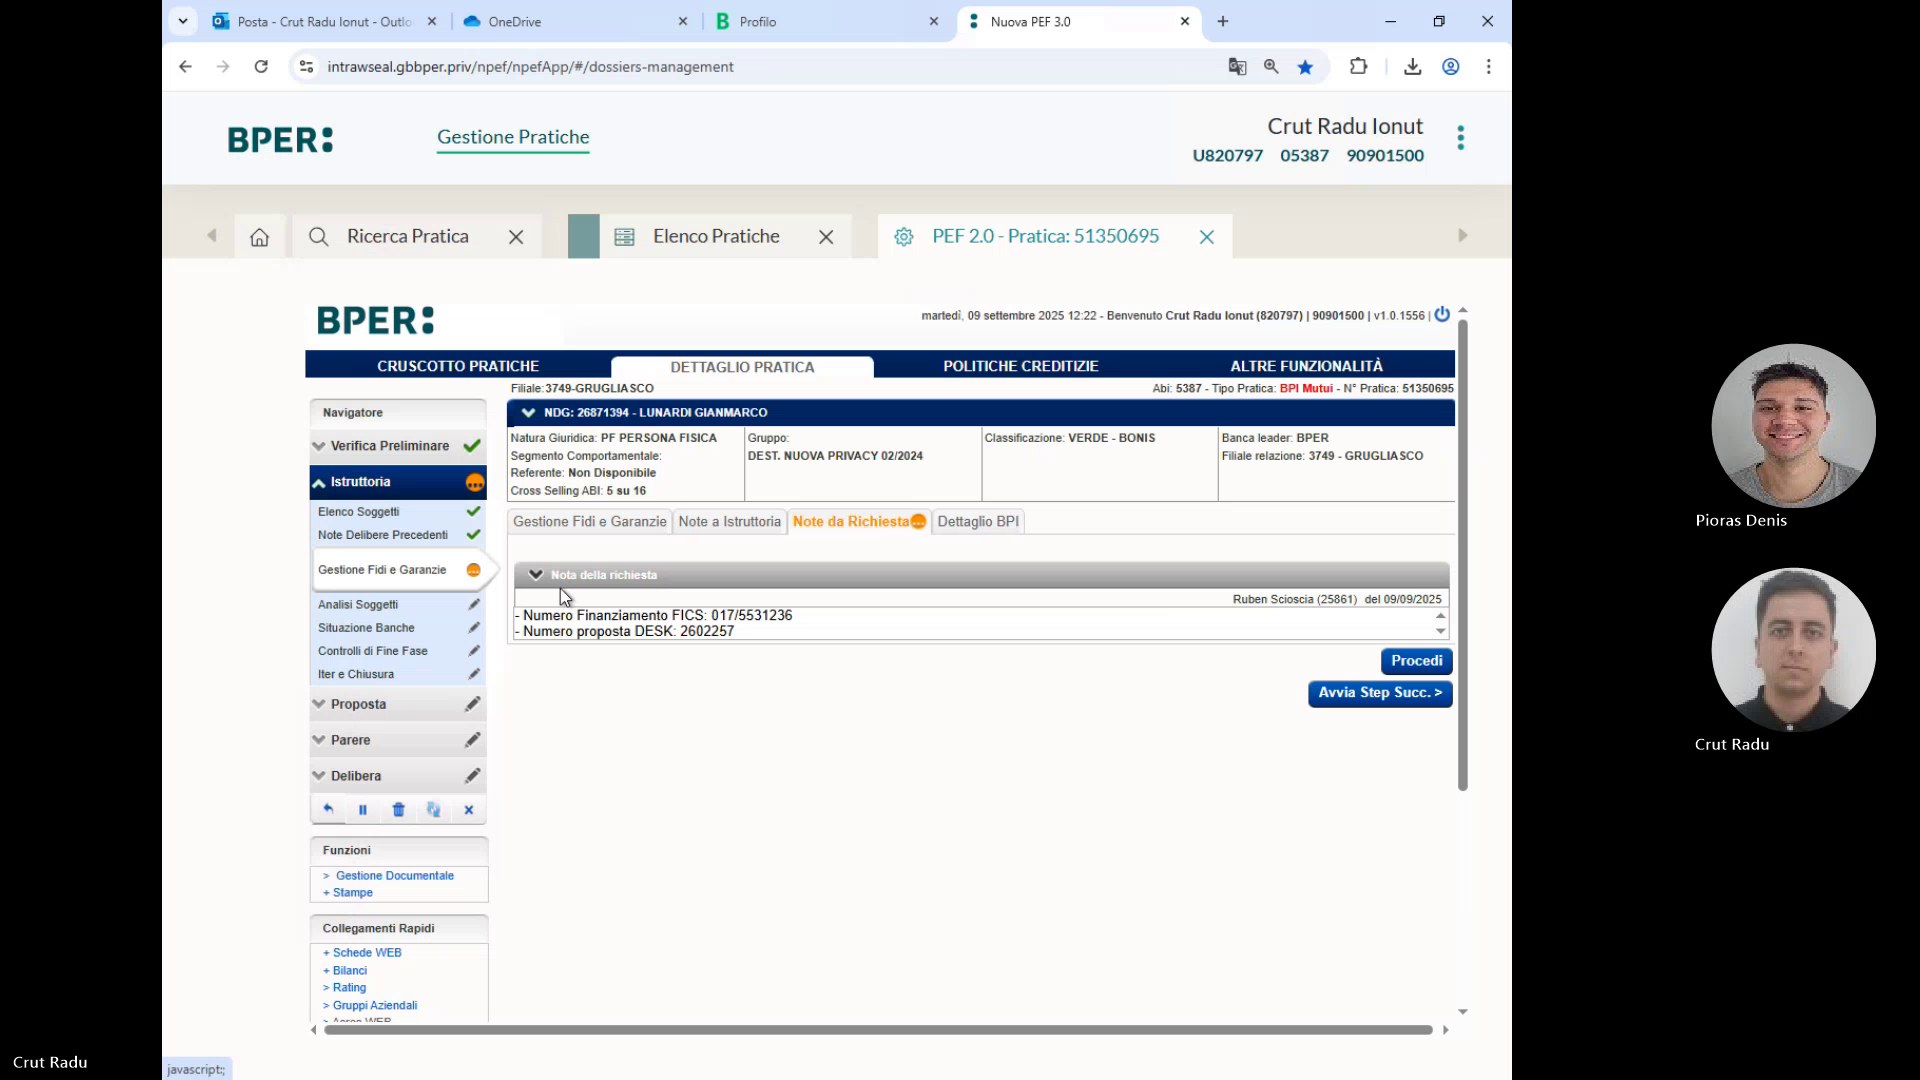 Posta - Crut Radu Ionut - Outlo
OneDrive
Profilo
Nuova PEF 3.0
intrawseal.gbbper.priv/npef/npefApp/#/dossiers-management
BPER:
Gestione Pratiche
Crut Radu Ionut
U820797 05387 90901500
Ricerca Pratica
Elenco Pratiche
PEF 2.0 - Pratica: 51350695
BPER:
martedì, 09 settembre 2025 12:22 - Benvenuto Crut Radu Ionut (820797) | 90901500 | v1.0.1556 |
CRUSCOTTO PRATICHE
DETTAGLIO PRATICA
POLITICHE CREDITIZIE
ALTRE FUNZIONALITÀ
Filiale:3749-GRUGLIASCO
Abi: 5387 - Tipo Pratica: BPI Mutui - N° Pratica: 51350695
Navigatore
Verifica Preliminare
Istruttoria
Elenco Soggetti
Note Delibere Precedenti
Gestione Fidi e Garanzie
Analisi Soggetti
Situazione Banche
Controlli di Fine Fase
Iter e Chiusura
Proposta
Parere
Delibera
Funzioni
> Gestione Documentale
+ Stampe
Collegamenti Rapidi
+ Schede WEB
+ Bilanci
> Rating
> Gruppi Aziendali
NDG: 26871394 - LUNARDI GIANMARCO
Natura Giuridica: PF PERSONA FISICA
Segmento Comportamentale:
Referente: Non Disponibile
Cross Selling ABI: 5 su 16
Gruppo:
DEST. NUOVA PRIVACY 02/2024
Classificazione: VERDE - BONIS
Banca leader: BPER
Filiale relazione: 3749 - GRUGLIASCO
Gestione Fidi e Garanzie
Note a Istruttoria
Note da Richiesta
Dettaglio BPI
Nota della richiesta
Ruben Scioscia (25861) del 09/09/2025
- Numero Finanziamento FICS: 017/5531236
- Numero proposta DESK: 2602257
Procedi
Avvia Step Succ. >
Pioras Denis
Crut Radu
Crut Radu
javascript:;